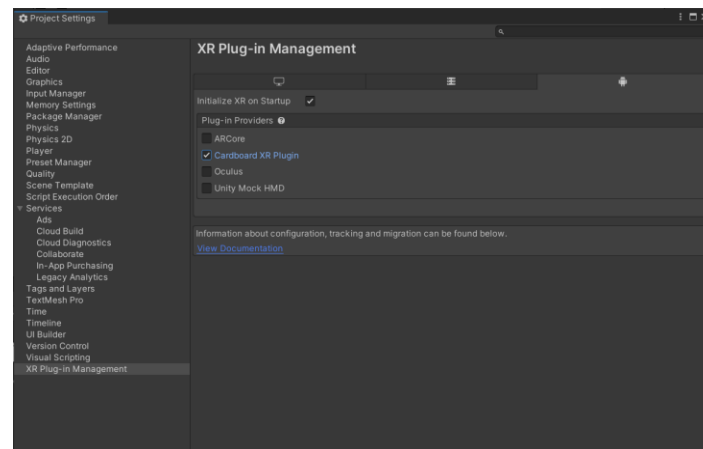 Project Settings
XR Plug-in Management
Adaptive Performance
Audio
Editor
Graphics
Input Manager
Memory Settings
Package Manager
Physics
Physics 2D
Player
Preset Manager
Quality
Scene Template
Script Execution Order
Services
Ads
Cloud Build
Cloud Diagnostics
Collaborate
In-App Purchasing
Legacy Analytics
Tags and Layers
TextMesh Pro
Time
Timeline
UI Builder
Version Control
Visual Scripting
XR Plug-in Management
Initialize XR on Startup
Plug-in Providers
ARCore
Cardboard XR Plugin
Oculus
Unity Mock HMD
Information about configuration, tracking and migration can be found below.
View Documentation